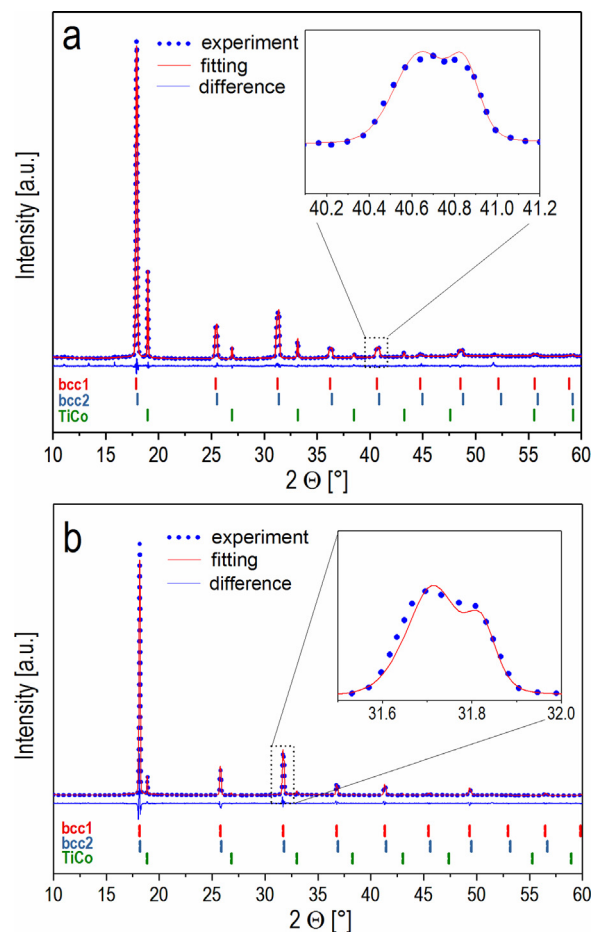 a
experiment
fitting
difference
40.2 40.4 40.6 40.8 41.0 41.2
Intensity [a.u.]
bcc1
bcc2
TiCo
10 15 20 25 30 35 40 45 50 55 60
2 Θ [°]
b
experiment
fitting
difference
31.6 31.8 32.0
Intensity [a.u.]
bcc1
bcc2
TiCo
10 15 20 25 30 35 40 45 50 55 60
2 Θ [°]